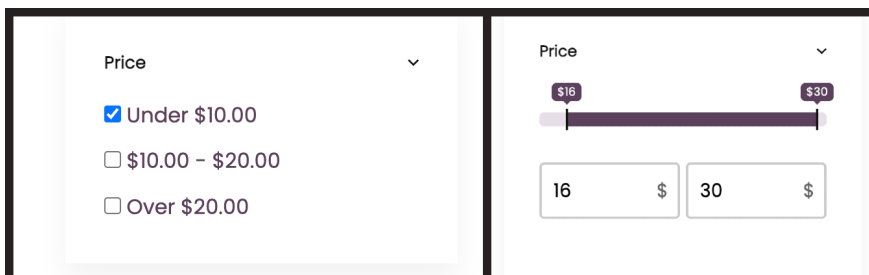 Price
Under $10.00
$10.00 - $20.00
Over $20.00
Price
$16 $30
16 $ 30 $